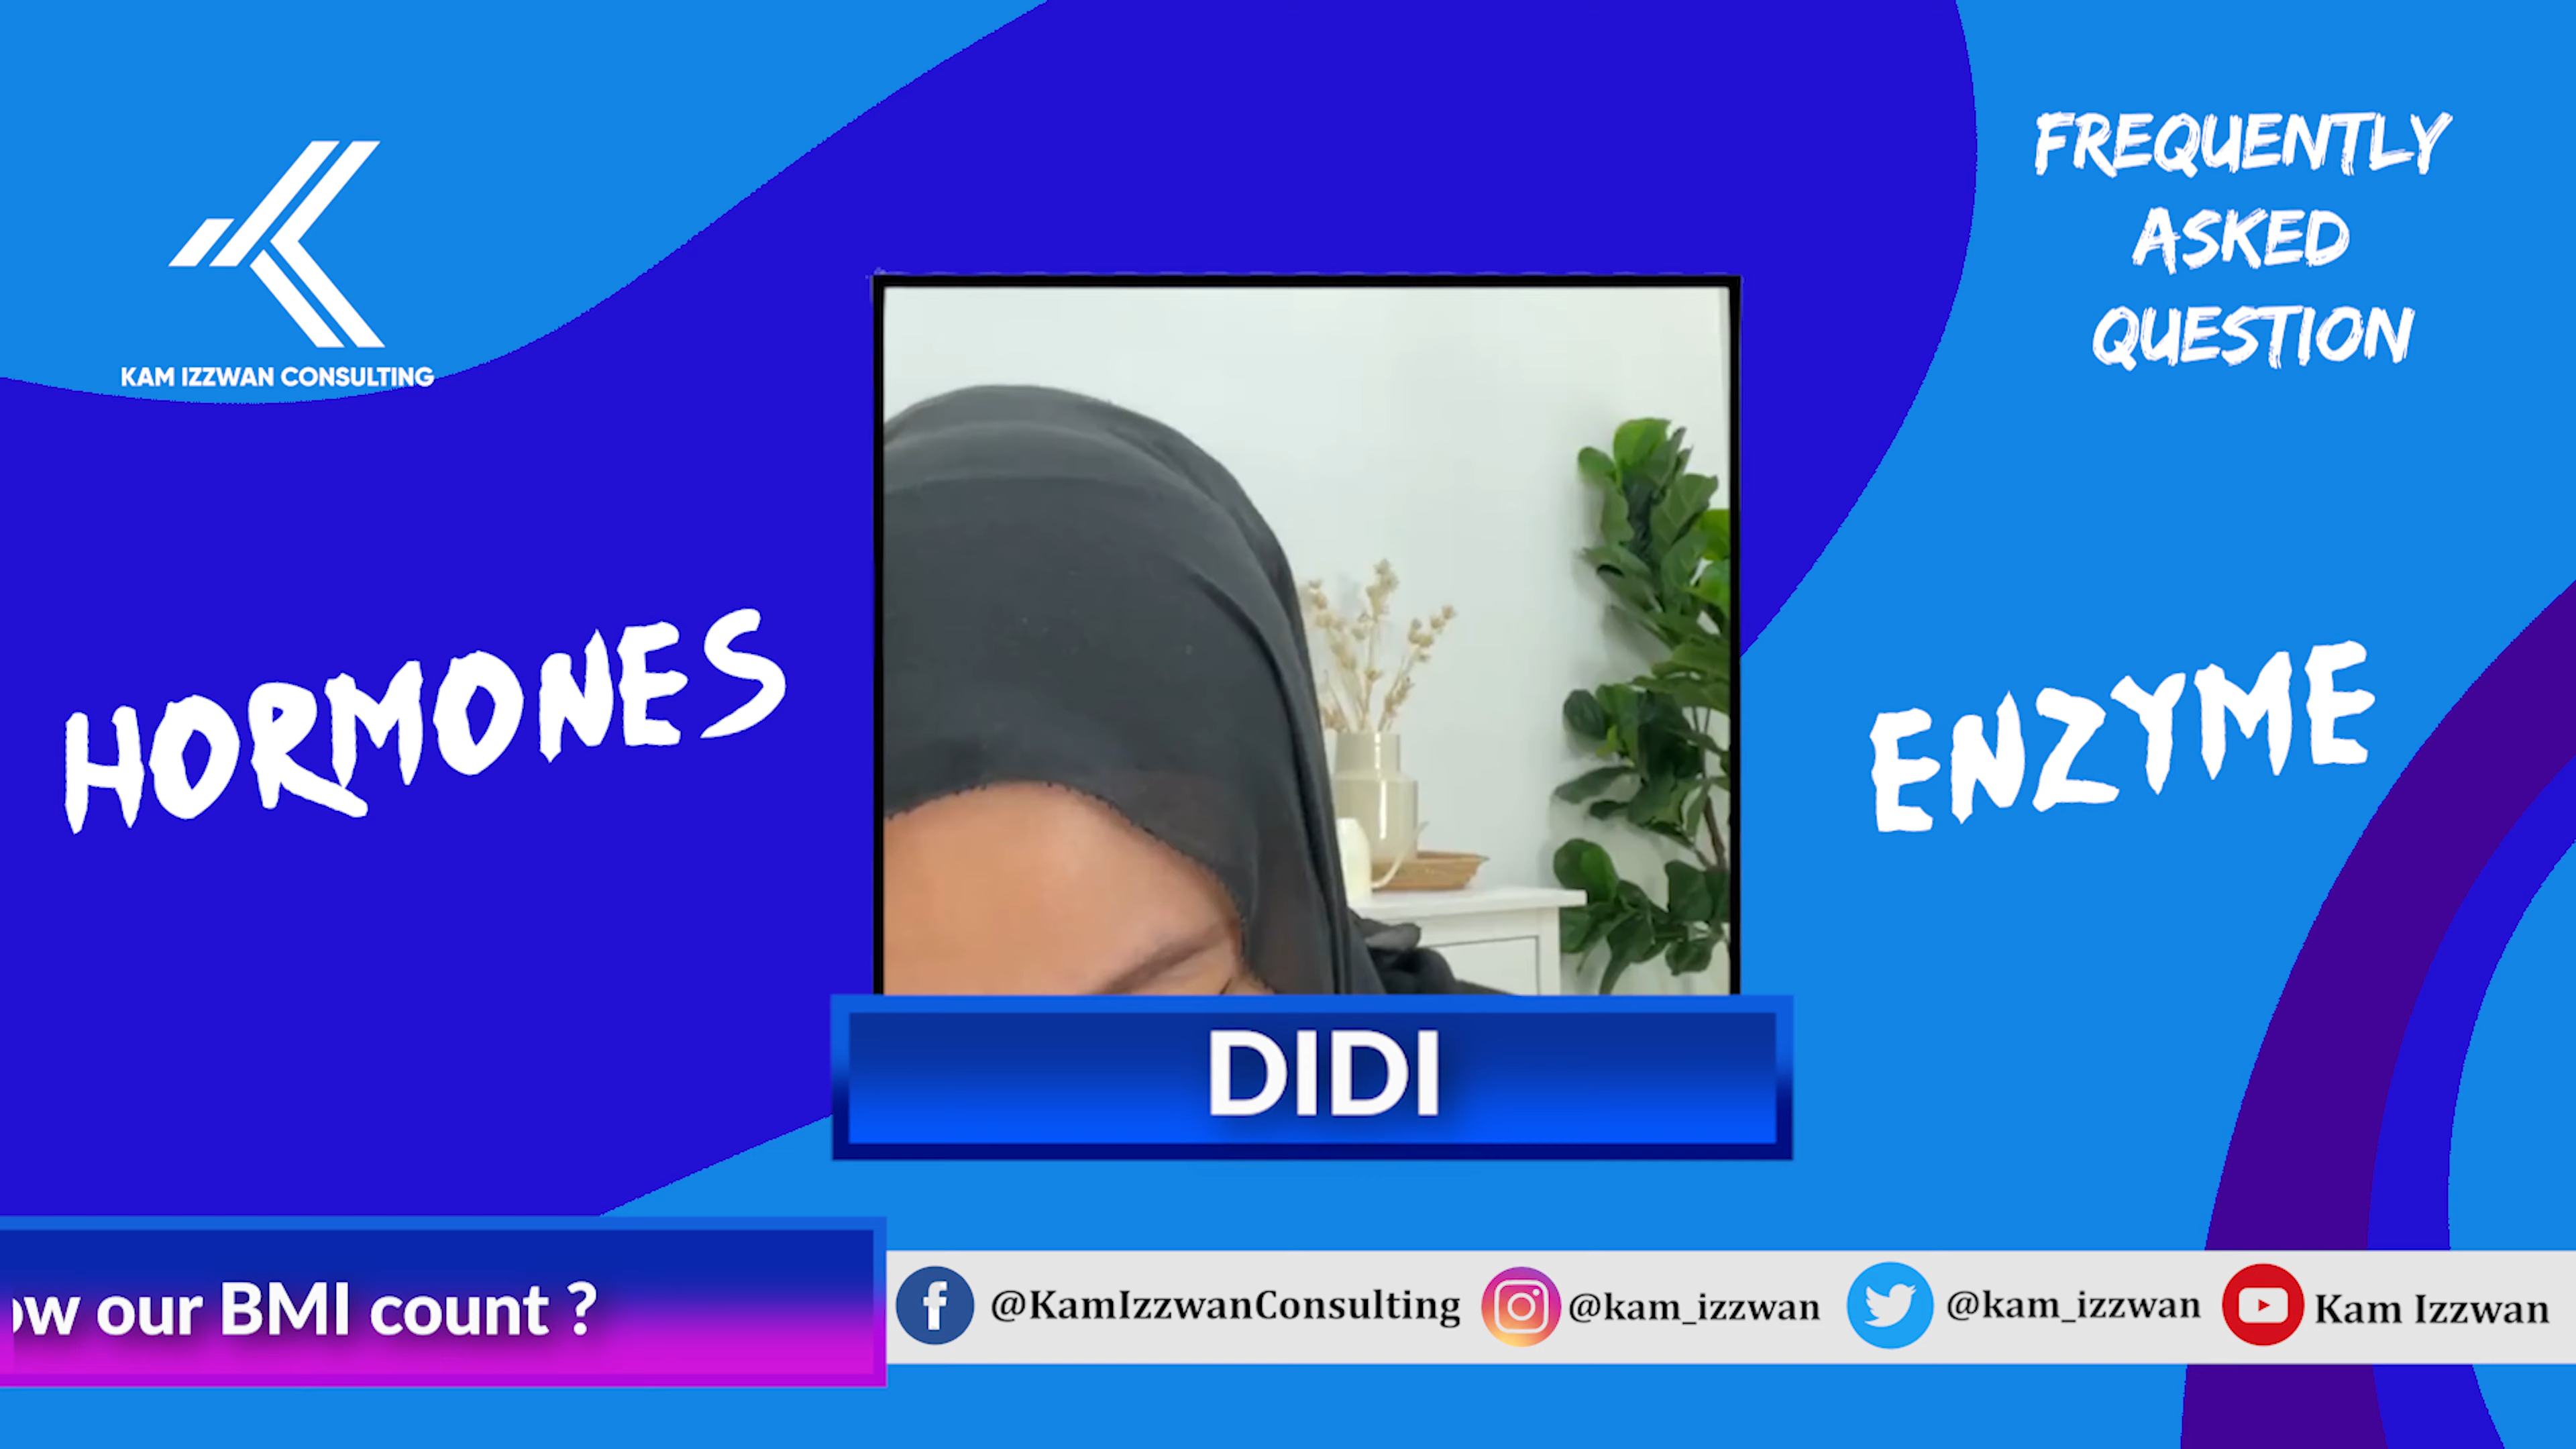 KAM IZZWAN CONSULTING
FREQUENTLY
ASKED
QUESTION
HORMONES
ENZYME
DIDI
our BMI count ?
@KamIzzwanConsulting
@kam_izzwan
@kam_izzwan
Kam Izzwan